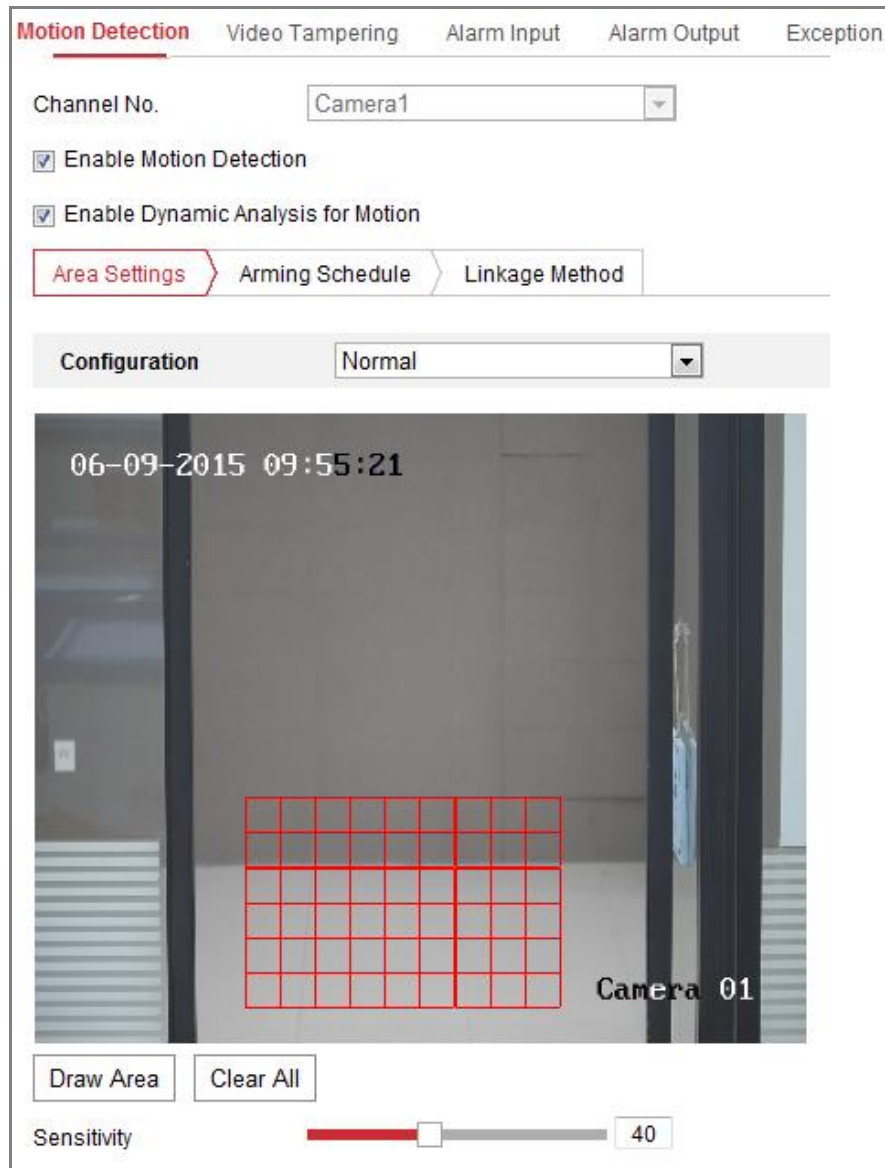 Motion Detection Video Tampering Alarm Input Alarm Output Exception
Channel No. Camera1
Enable Motion Detection
Enable Dynamic Analysis for Motion
Area Settings Arming Schedule Linkage Method
Configuration Normal
06-09-2015 09:55:21
Camera 01
Draw Area Clear All
Sensitivity 40